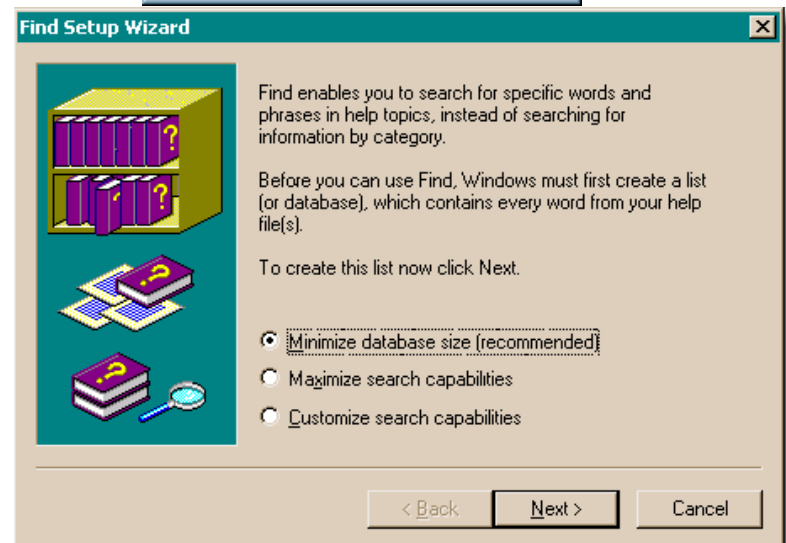 Find Setup Wizard
Find enables you to search for specific words and
phrases in help topics, instead of searching for
information by category.
Before you can use Find, Windows must first create a list
(or database), which contains every word from your help
file(s).
To create this list now click Next.
Minimize database size (recommended)
Maximize search capabilities
Customize search capabilities
< Back
Next >
Cancel